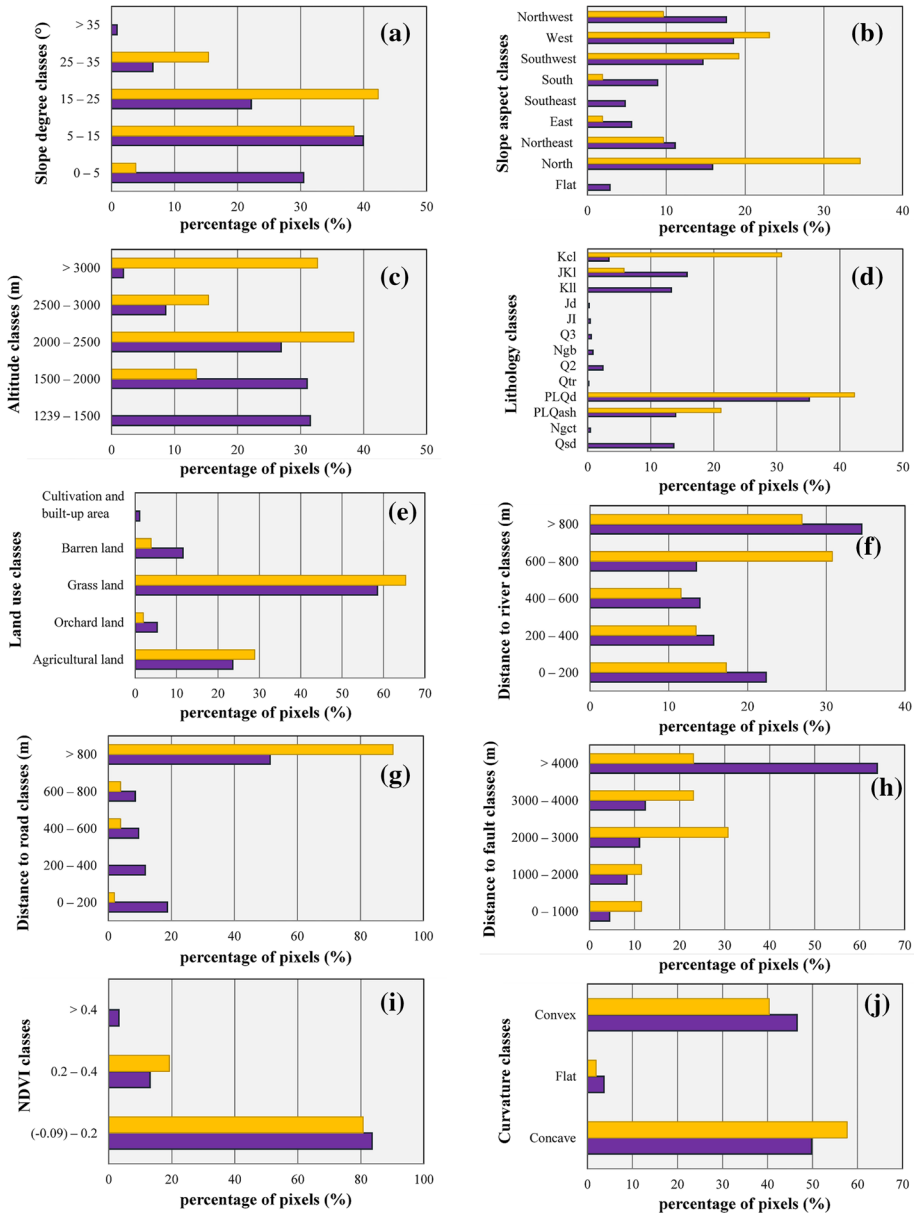 (a)
Slope degree classes (°)
> 35
25 – 35
15 – 25
5 – 15
0 – 5
0 10 20 30 40 50
percentage of pixels (%)
(b)
Slope aspect classes
Northwest
West
Southwest
South
Southeast
East
Northeast
North
Flat
0 10 20 30 40
percentage of pixels (%)
(c)
Altitude classes (m)
> 3000
2500 – 3000
2000 – 2500
1500 – 2000
1239 – 1500
0 10 20 30 40 50
percentage of pixels (%)
(d)
Lithology classes
Kcl
JKl
Kll
Jd
Jl
Q3
Ngb
Q2
Qtr
PLQd
PLQash
Ngct
Qsd
0 10 20 30 40 50
percentage of pixels (%)
(e)
Land use classes
Cultivation and
built-up area
Barren land
Grass land
Orchard land
Agricultural land
0 10 20 30 40 50 60 70
percentage of pixels (%)
(f)
Distance to river classes (m)
> 800
600 – 800
400 – 600
200 – 400
0 – 200
0 10 20 30 40
percentage of pixels (%)
(g)
Distance to road classes (m)
> 800
600 – 800
400 – 600
200 – 400
0 – 200
0 20 40 60 80 100
percentage of pixels (%)
(h)
Distance to fault classes (m)
> 4000
3000 – 4000
2000 – 3000
1000 – 2000
0 – 1000
0 10 20 30 40 50 60 70
percentage of pixels (%)
(i)
NDVI classes
> 0.4
0.2 – 0.4
(-0.09) – 0.2
0 20 40 60 80 100
percentage of pixels (%)
(j)
Curvature classes
Convex
Flat
Concave
0 10 20 30 40 50 60 70
percentage of pixels (%)